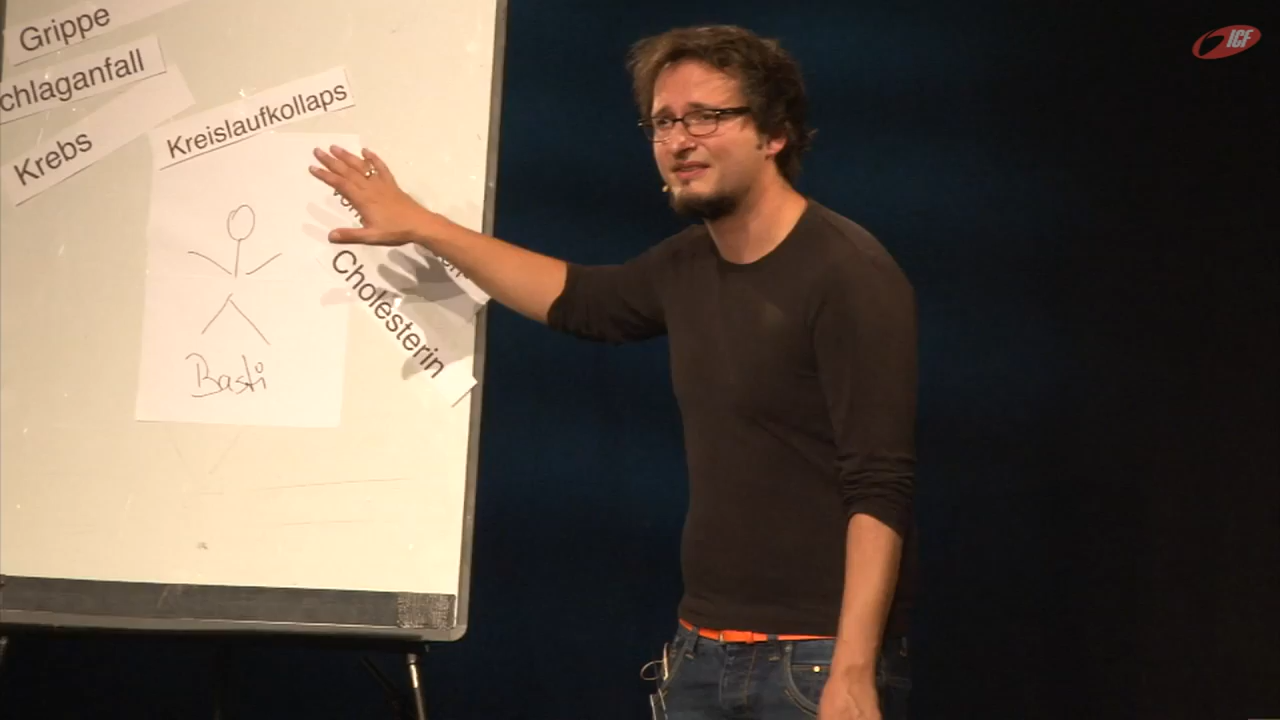 Grippe
chlaganfall
Krebs
Kreislaufkollaps
Cholesterin
Basti
ICF